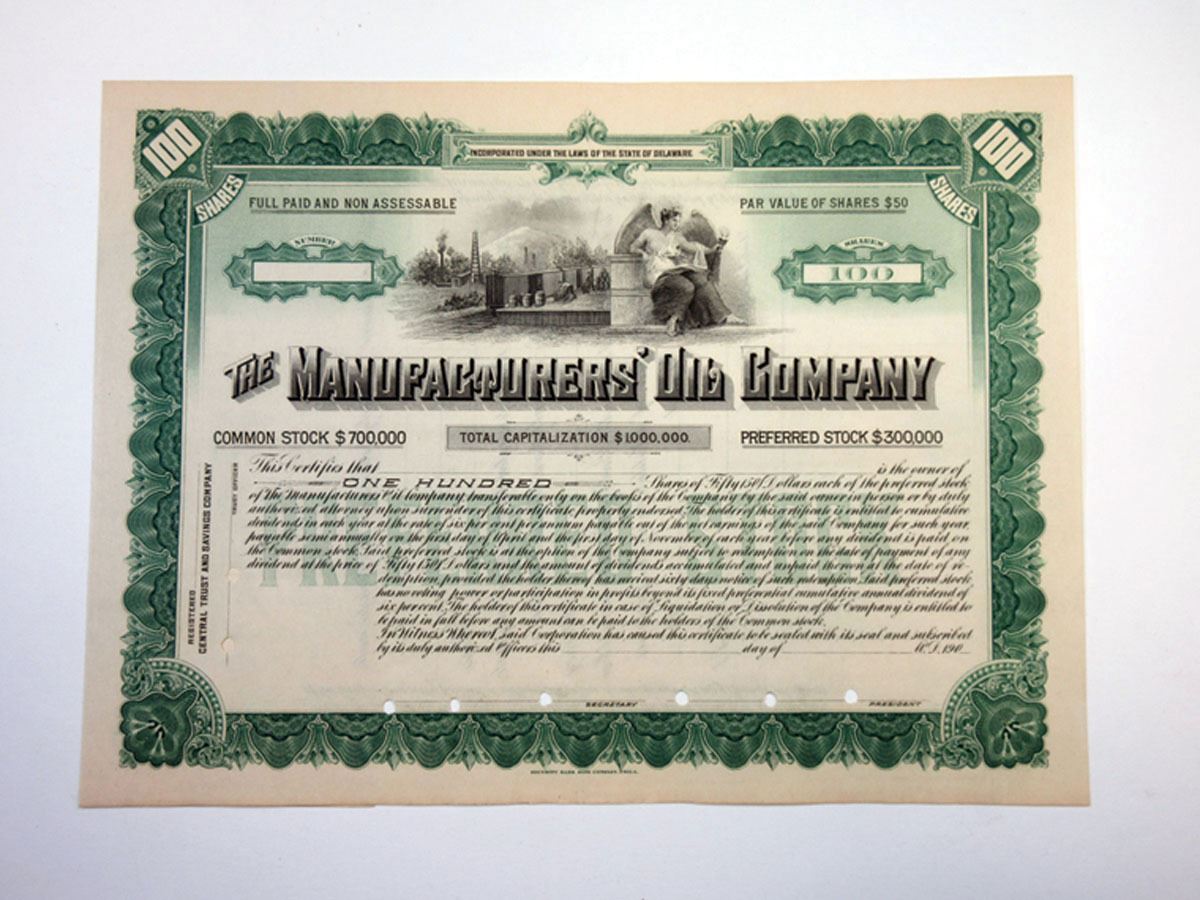 INCORPORATED UNDER THE LAWS OF THE STATE OF DELAWARE
100 SHARES
100 SHARES
FULL PAID AND NON ASSESSABLE
PAR VALUE OF SHARES $50
NUMBER
SHARES
100
THE MANUFACTURERS' OIL COMPANY
COMMON STOCK $700,000
TOTAL CAPITALIZATION $1,000,000.
PREFERRED STOCK $300,000
This Certifies that is the owner of
ONE HUNDRED Shares of Fifty (50) Dollars each of the preferred stock
of The Manufacturers Oil Company transferable only on the books of the Company by the said owner in person or by duly
authorized attorney upon surrender of this certificate properly endorsed. The holder of this certificate is entitled to cumulative
dividends in each year at the rate of six per cent per annum payable out of the net earnings of the said Company for such year,
payable semi annually on the first day of April and the first day of November of each year before any dividend is paid on
the Common stock. Said preferred stock is at the option of the Company subject to redemption on the date of payment of any
dividend at the price of Fifty (50) Dollars and the amount of dividends accumulated and unpaid thereon at the date of re-
demption, provided the holder thereof has recived sixty days notice of such redemption. Said preferred stock
has no voting power or participation in profits beyond its fixed preferential cumulative annual dividend of
six per cent. The holder of this certificate in case of Liquidation or Dissolution of the Company is entitled to
be paid in full before any amount can be paid to the holders of the Common stock.
In Witness Whereof, said Corporation has caused this certificate to be sealed with its seal and subscribed
by its duly authorized Officers this day of A.D. 190
REGISTERED
CENTRAL TRUST AND SAVINGS COMPANY
TRUST OFFICER
SECRETARY
PRESIDENT
SECURITY BANK NOTE COMPANY, PHILA.